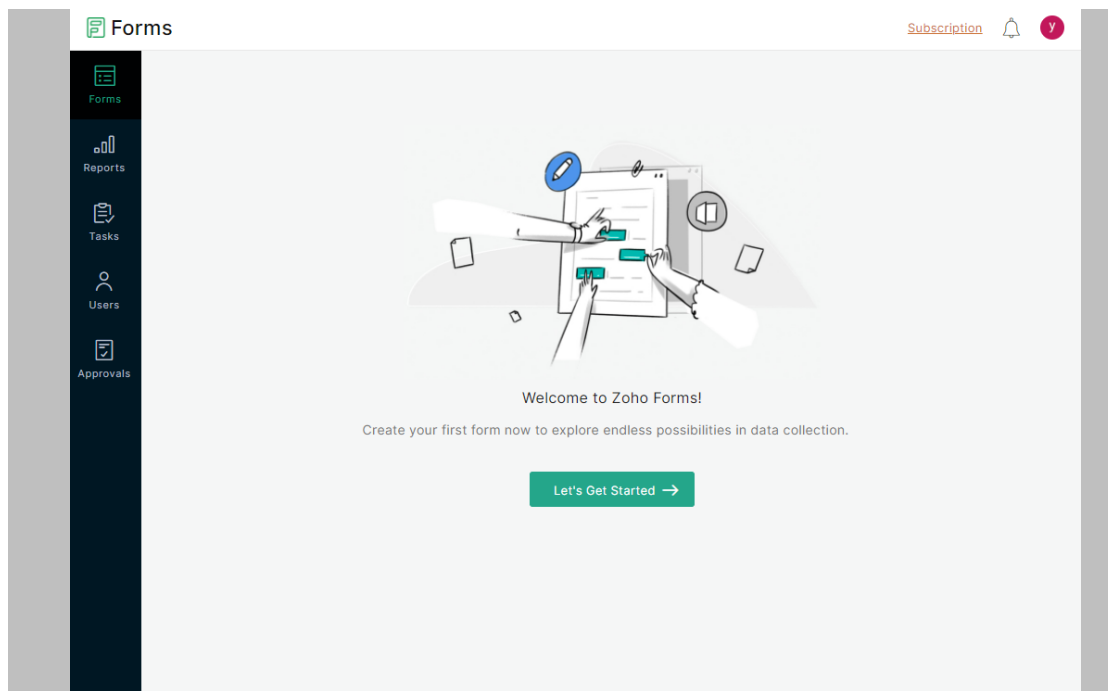 Forms
Subscription
y
Forms
Reports
Tasks
Users
Approvals
Welcome to Zoho Forms!
Create your first form now to explore endless possibilities in data collection.
Let's Get Started